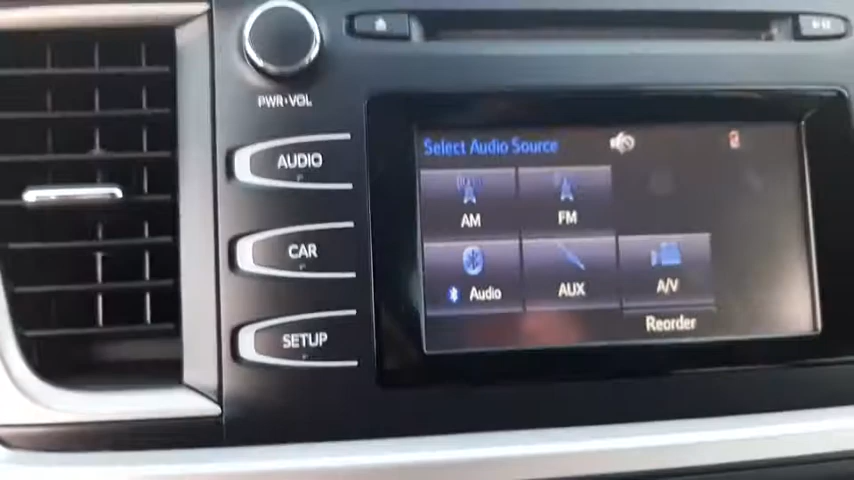 PWR•VOL
AUDIO
CAR
SETUP
Select Audio Source
AM
FM
Audio
AUX
A/V
Reorder